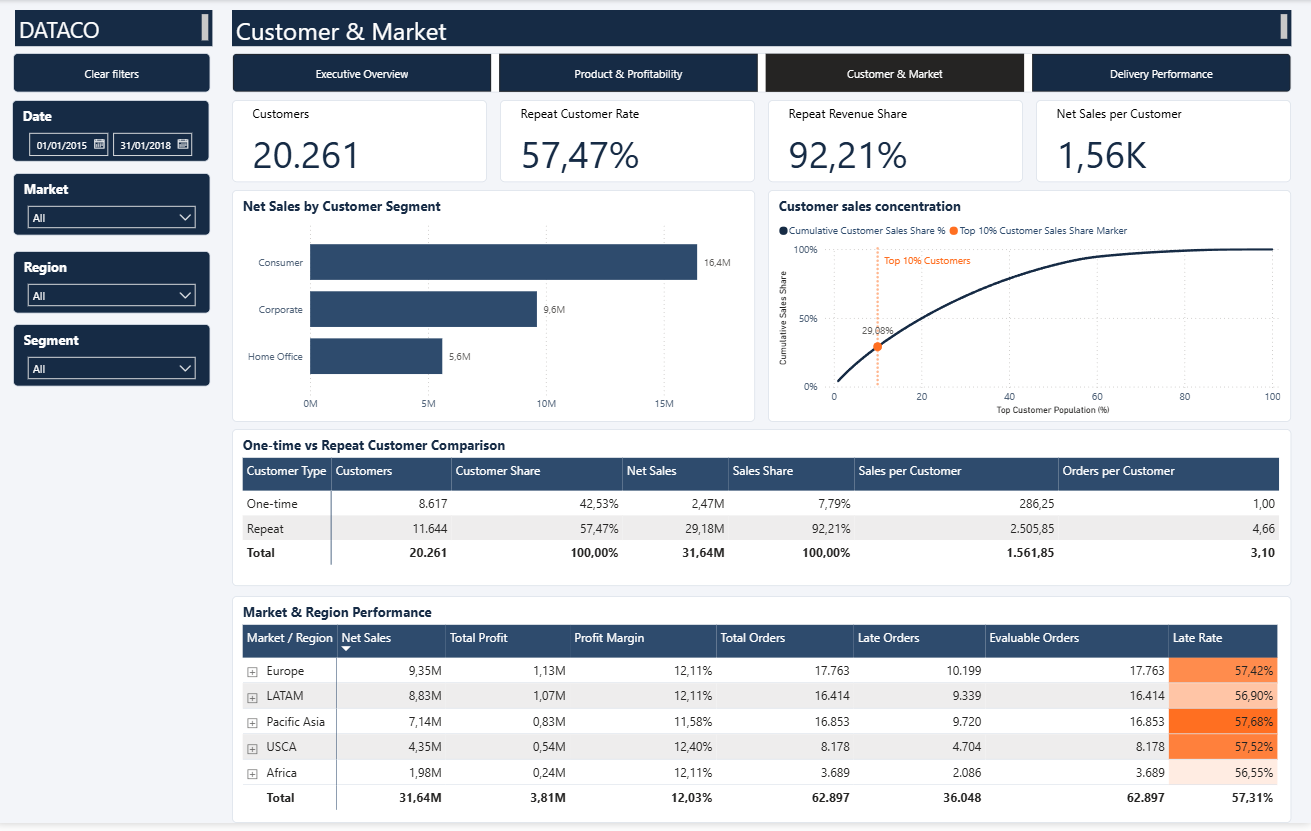 DATACO
Customer & Market
Clear filters
Executive Overview
Product & Profitability
Customer & Market
Delivery Performance
Date
01/01/2015
31/01/2018
Market
All
Region
All
Segment
All
Customers
20.261
Repeat Customer Rate
57,47%
Repeat Revenue Share
92,21%
Net Sales per Customer
1,56K
Net Sales by Customer Segment
Consumer 16,4M
Corporate 9,6M
Home Office 5,6M
0M 5M 10M 15M
Customer sales concentration
Cumulative Customer Sales Share % Top 10% Customer Sales Share Marker
Cumulative Sales Share
100%
50%
0%
Top 10% Customers
29,08%
0 20 40 60 80 100
Top Customer Population (%)
One-time vs Repeat Customer Comparison
Customer Type Customers Customer Share Net Sales Sales Share Sales per Customer Orders per Customer
One-time 8.617 42,53% 2,47M 7,79% 286,25 1,00
Repeat 11.644 57,47% 29,18M 92,21% 2.505,85 4,66
Total 20.261 100,00% 31,64M 100,00% 1.561,85 3,10
Market & Region Performance
Market / Region Net Sales Total Profit Profit Margin Total Orders Late Orders Evaluable Orders Late Rate
Europe 9,35M 1,13M 12,11% 17.763 10.199 17.763 57,42%
LATAM 8,83M 1,07M 12,11% 16.414 9.339 16.414 56,90%
Pacific Asia 7,14M 0,83M 11,58% 16.853 9.720 16.853 57,68%
USCA 4,35M 0,54M 12,40% 8.178 4.704 8.178 57,52%
Africa 1,98M 0,24M 12,11% 3.689 2.086 3.689 56,55%
Total 31,64M 3,81M 12,03% 62.897 36.048 62.897 57,31%